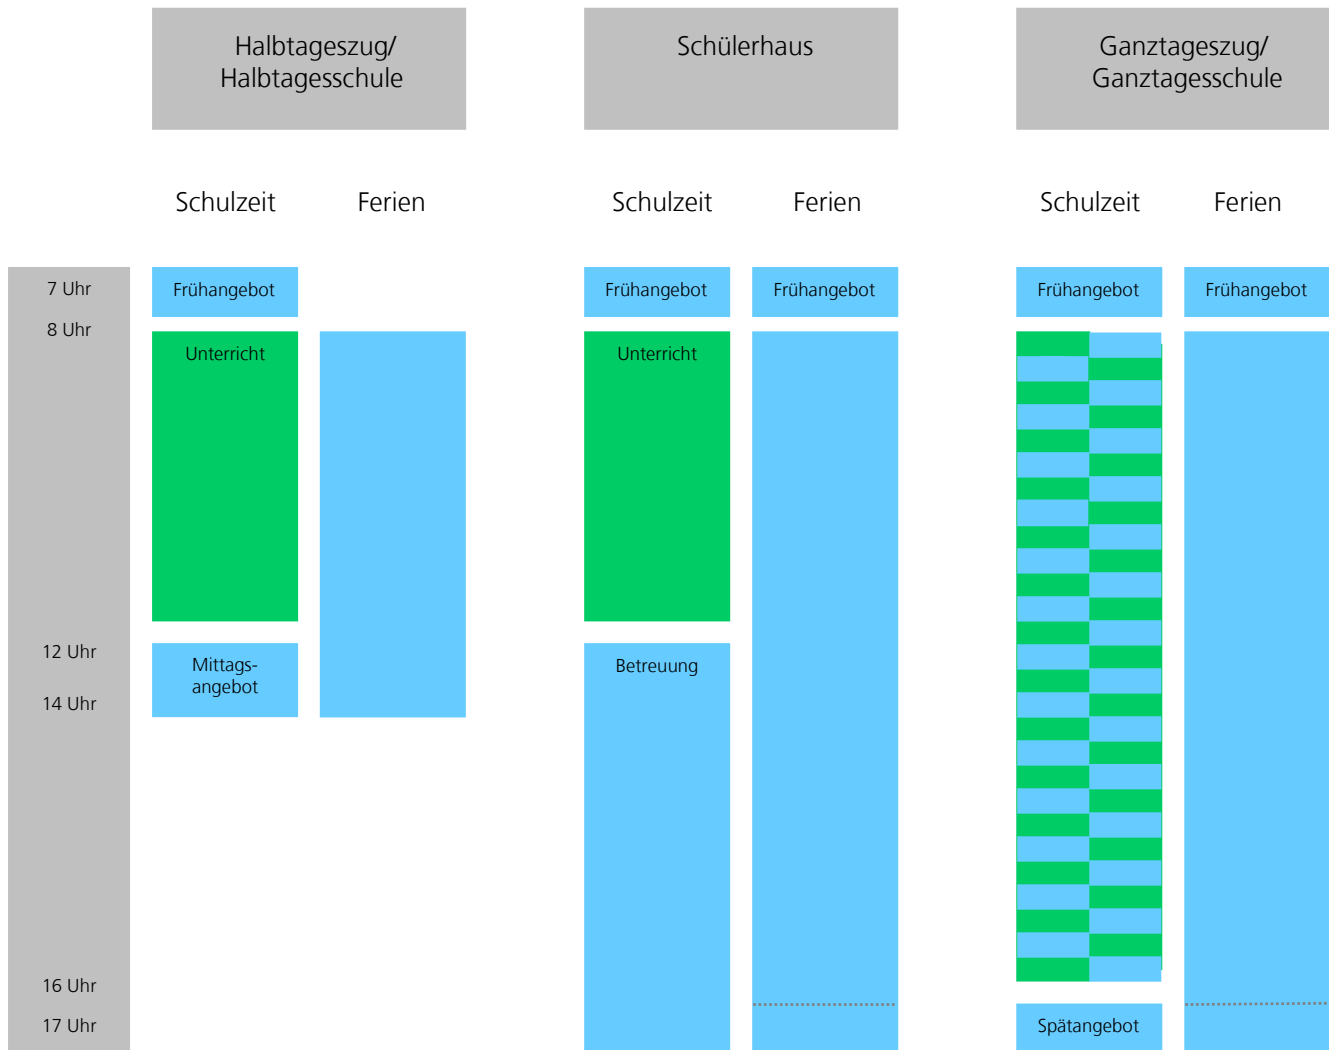 Halbtageszug/
Halbtagesschule
Schülerhaus
Ganztageszug/
Ganztagesschule
Schulzeit
Ferien
Schulzeit
Ferien
Schulzeit
Ferien
7 Uhr
Frühangebot
Frühangebot
Frühangebot
Frühangebot
Frühangebot
8 Uhr
Unterricht
Unterricht
12 Uhr
Mittags-
angebot
Betreuung
14 Uhr
16 Uhr
17 Uhr
Spätangebot